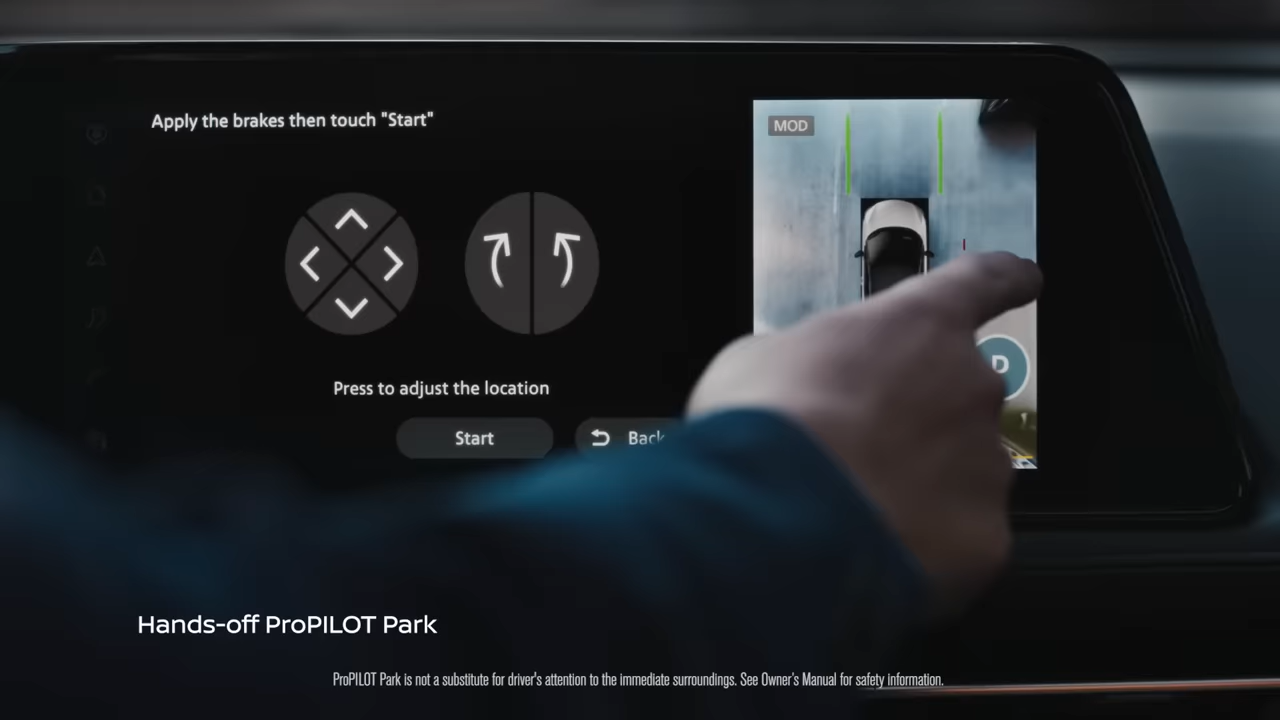 Apply the brakes then touch "Start"
MOD
P
Press to adjust the location
Start
Back
Hands-off ProPILOT Park
ProPILOT Park is not a substitute for driver's attention to the immediate surroundings. See Owner's Manual for safety information.